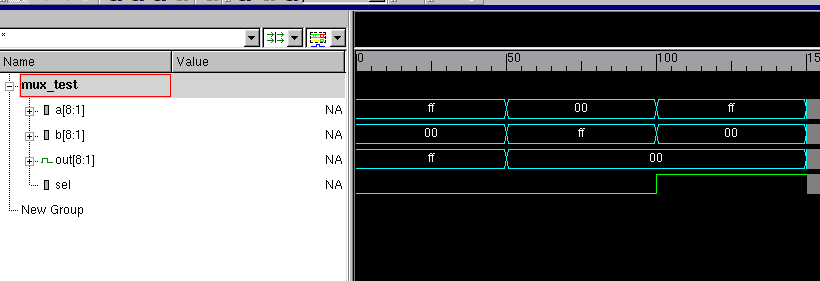 *
Name Value
0 50 100 15
mux_test
a[8:1] NA ff 00 ff
b[8:1] NA 00 ff 00
out[8:1] NA ff 00
sel NA
New Group